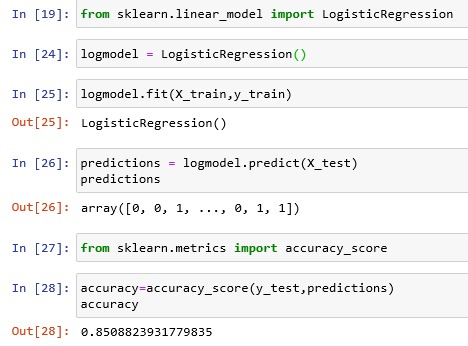 In [19]: from sklearn.linear_model import LogisticRegression
In [24]: logmodel = LogisticRegression()
In [25]: logmodel.fit(X_train,y_train)
Out[25]: LogisticRegression()
In [26]: predictions = logmodel.predict(X_test)
predictions
Out[26]: array([0, 0, 1, ..., 0, 1, 1])
In [27]: from sklearn.metrics import accuracy_score
In [28]: accuracy=accuracy_score(y_test,predictions)
accuracy
Out[28]: 0.8508823931779835